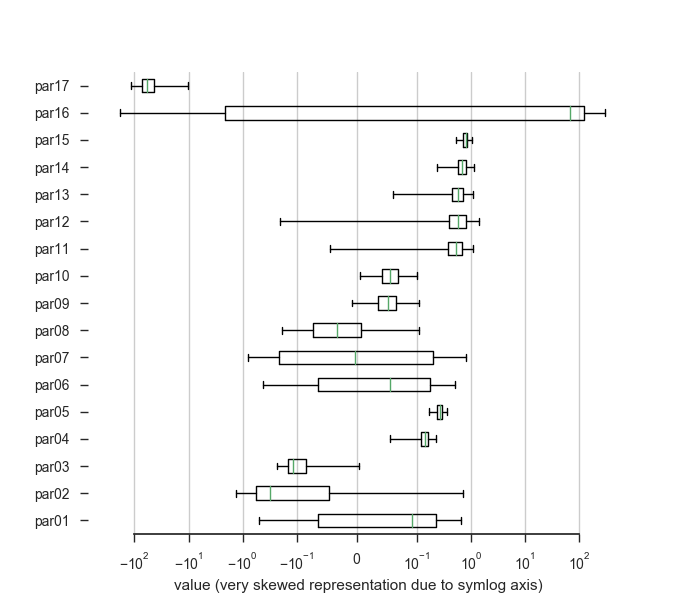 par17
par16
par15
par14
par13
par12
par11
par10
par09
par08
par07
par06
par05
par04
par03
par02
par01
−10² −10¹ −10⁰ −10⁻¹ 0 10⁻¹ 10⁰ 10¹ 10²
value (very skewed representation due to symlog axis)